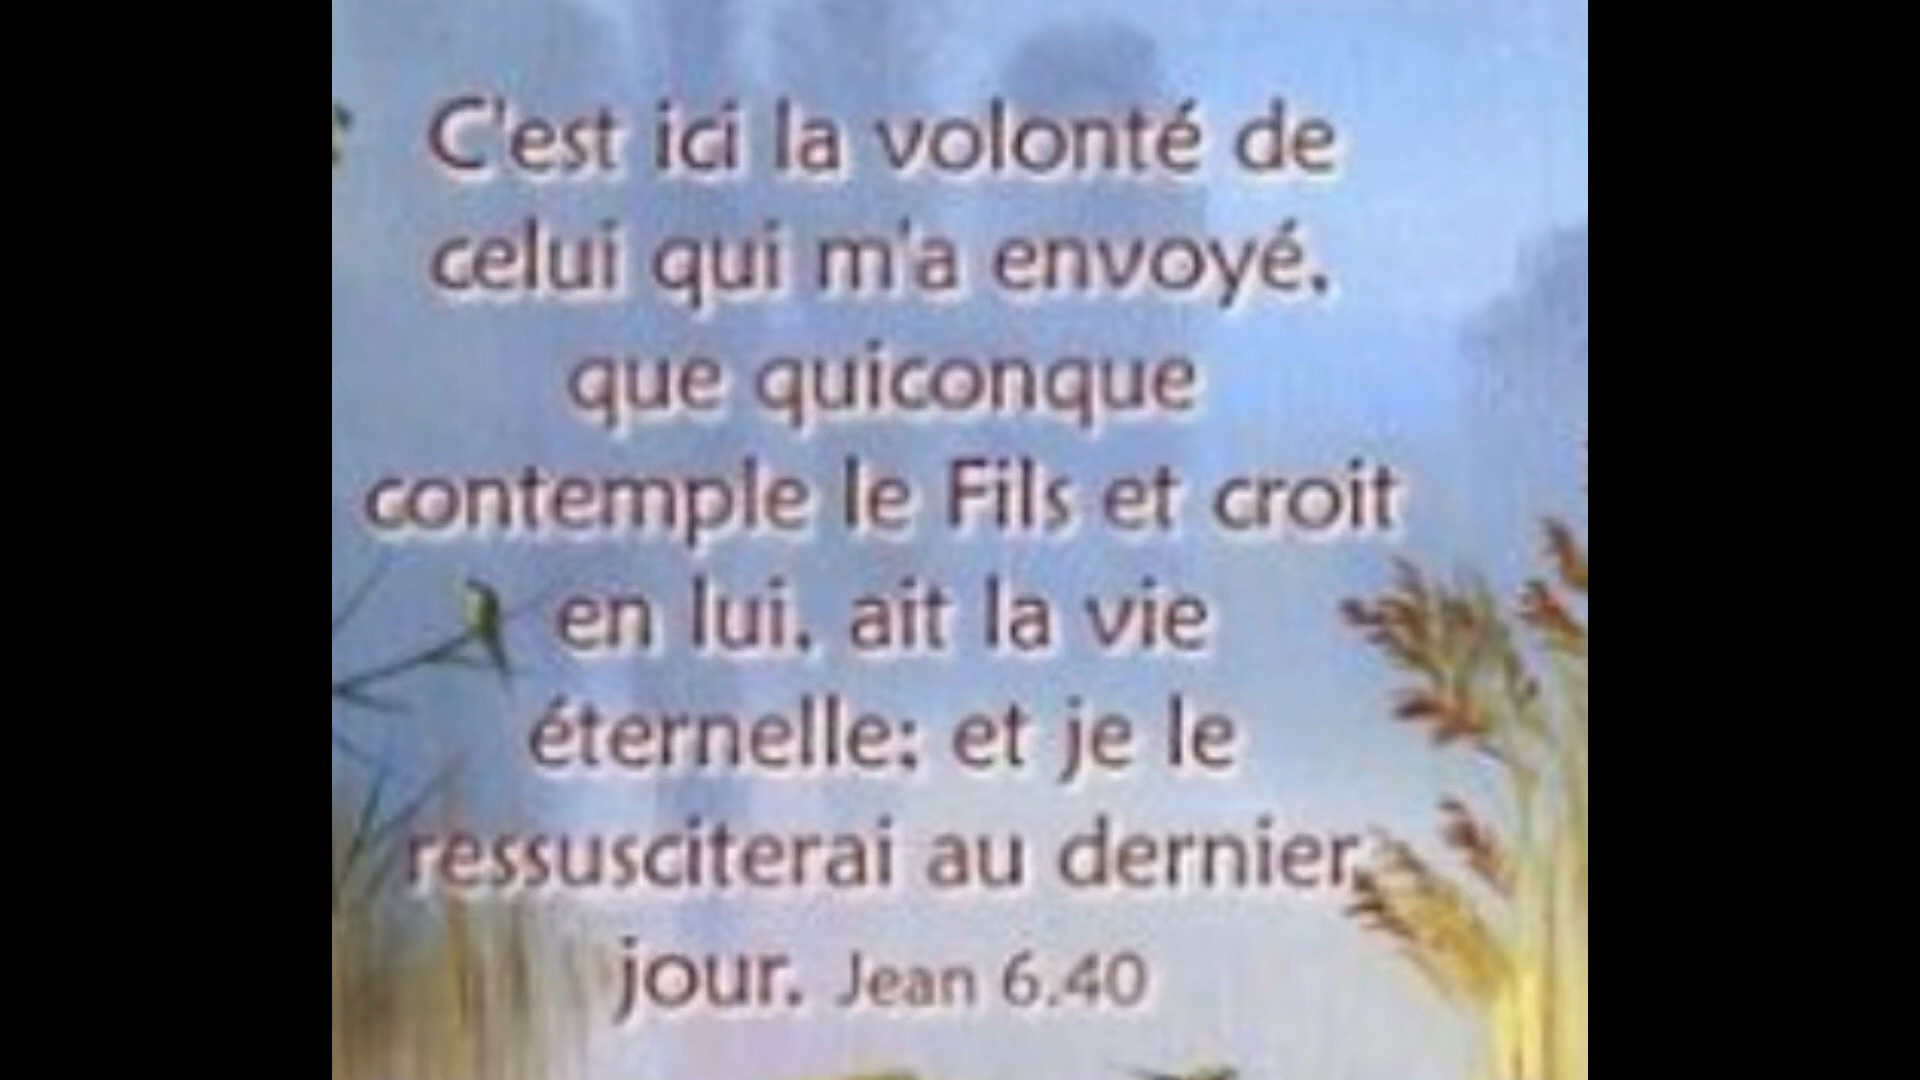 C'est ici la volonté de
celui qui m'a envoyé,
que quiconque
contemple le Fils et croit
en lui, ait la vie
éternelle; et je le
ressusciterai au dernier
jour. Jean 6.40